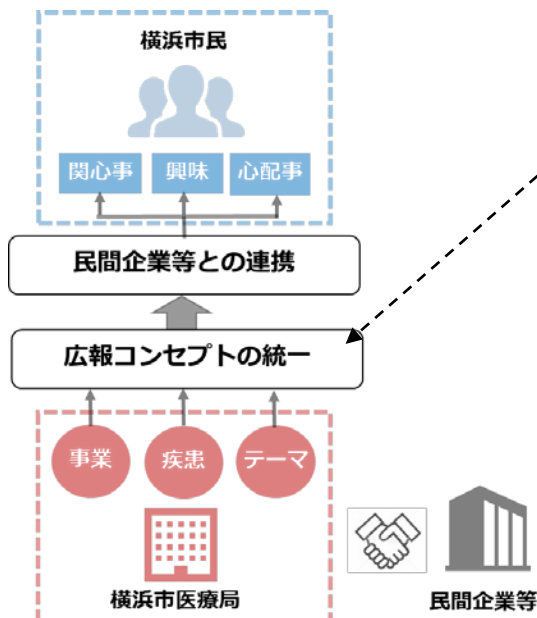 横浜市民
関心事 興味 心配事
民間企業等との連携
広報コンセプトの統一
事業 疾患 テーマ
横浜市医療局
民間企業等